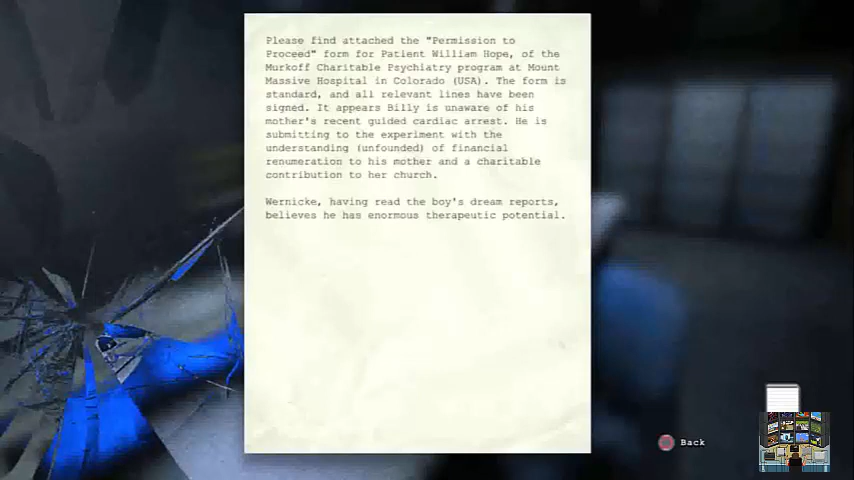 Please find attached the "Permission to
Proceed" form for Patient William Hope, of the
Murkoff Charitable Psychiatry program at Mount
Massive Hospital in Colorado (USA). The form is
standard, and all relevant lines have been
signed. It appears Billy is unaware of his
mother's recent guided cardiac arrest. He is
submitting to the experiment with the
understanding (unfounded) of financial
renumeration to his mother and a charitable
contribution to her church.
Wernicke, having read the boy's dream reports,
believes he has enormous therapeutic potential.
Back